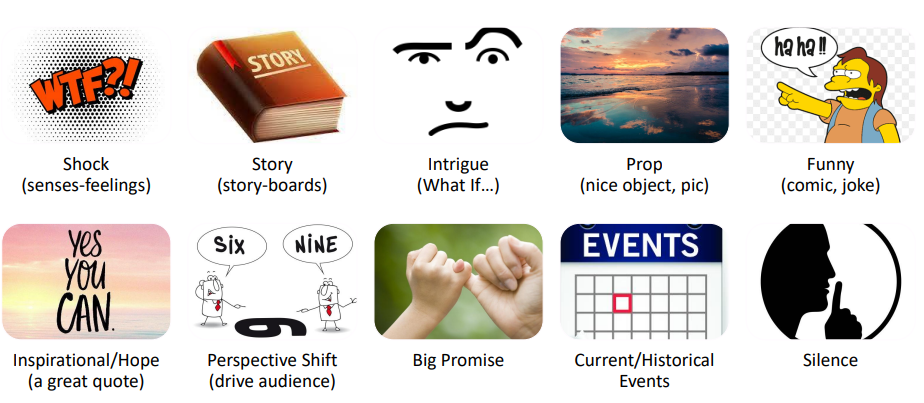 WTF?!
STORY
ha ha !!
Shock
(senses-feelings)
Story
(story-boards)
Intrigue
(What If…)
Prop
(nice object, pic)
Funny
(comic, joke)
YES
YOU
CAN.
SIX
NINE
6
EVENTS
Inspirational/Hope
(a great quote)
Perspective Shift
(drive audience)
Big Promise
Current/Historical
Events
Silence